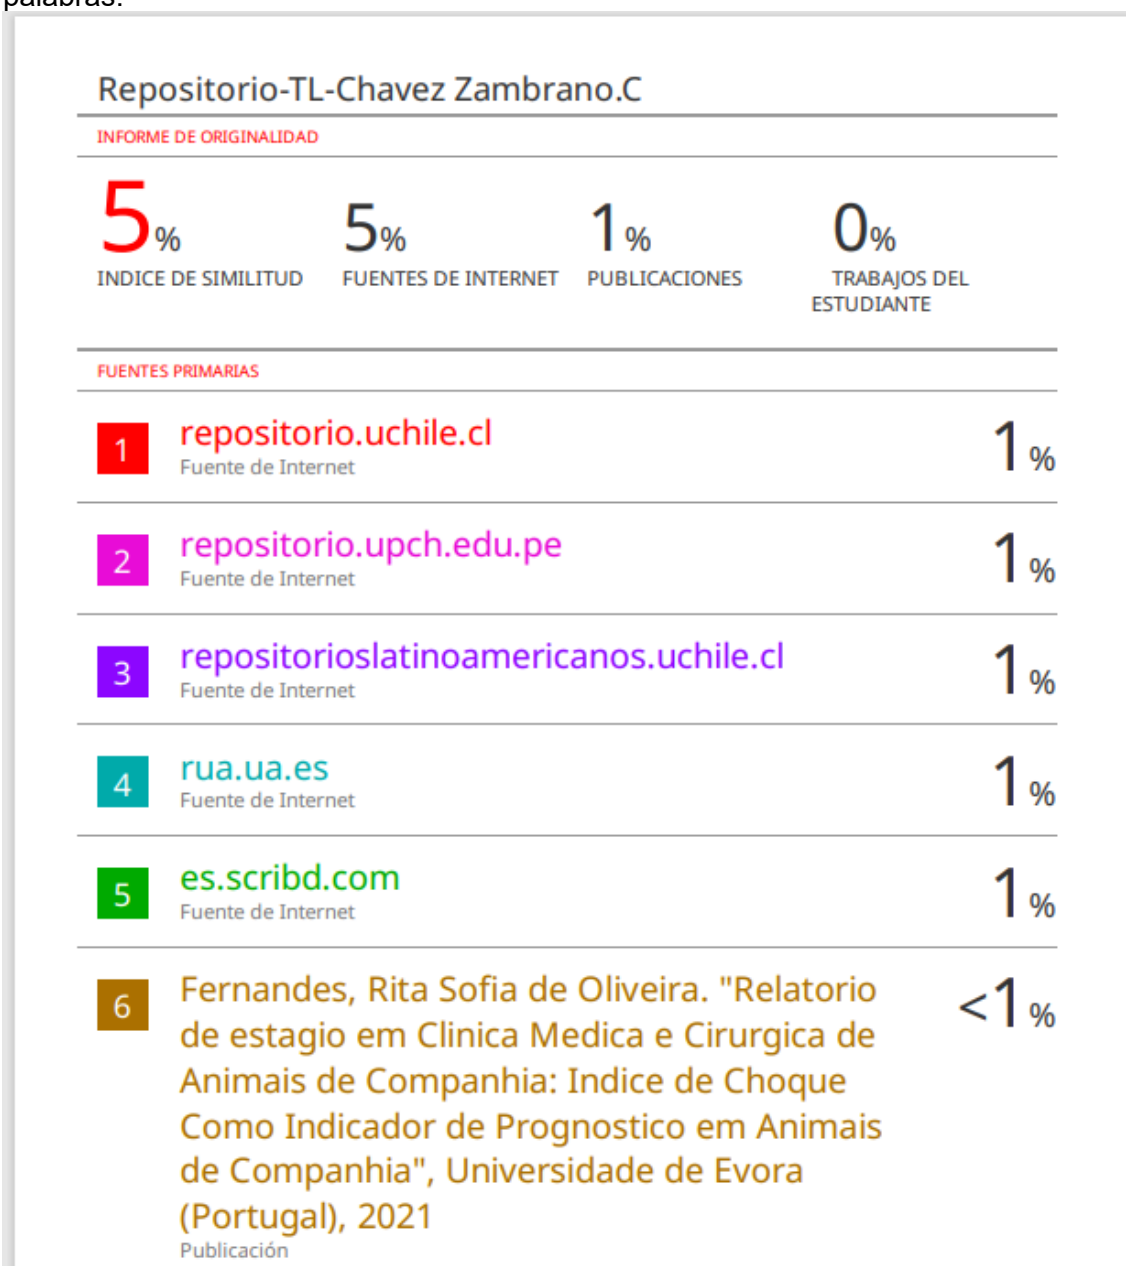 palabras.
Repositorio-TL-Chavez Zambrano.C
INFORME DE ORIGINALIDAD
5%
INDICE DE SIMILITUD
5%
FUENTES DE INTERNET
1%
PUBLICACIONES
0%
TRABAJOS DEL
ESTUDIANTE
FUENTES PRIMARIAS
1
repositorio.uchile.cl
Fuente de Internet
1%
2
repositorio.upch.edu.pe
Fuente de Internet
1%
3
repositorioslatinoamericanos.uchile.cl
Fuente de Internet
1%
4
rua.ua.es
Fuente de Internet
1%
5
es.scribd.com
Fuente de Internet
1%
6
Fernandes, Rita Sofia de Oliveira. "Relatorio
de estagio em Clinica Medica e Cirurgica de
Animais de Companhia: Indice de Choque
Como Indicador de Prognostico em Animais
de Companhia", Universidade de Evora
(Portugal), 2021
Publicación
<1%